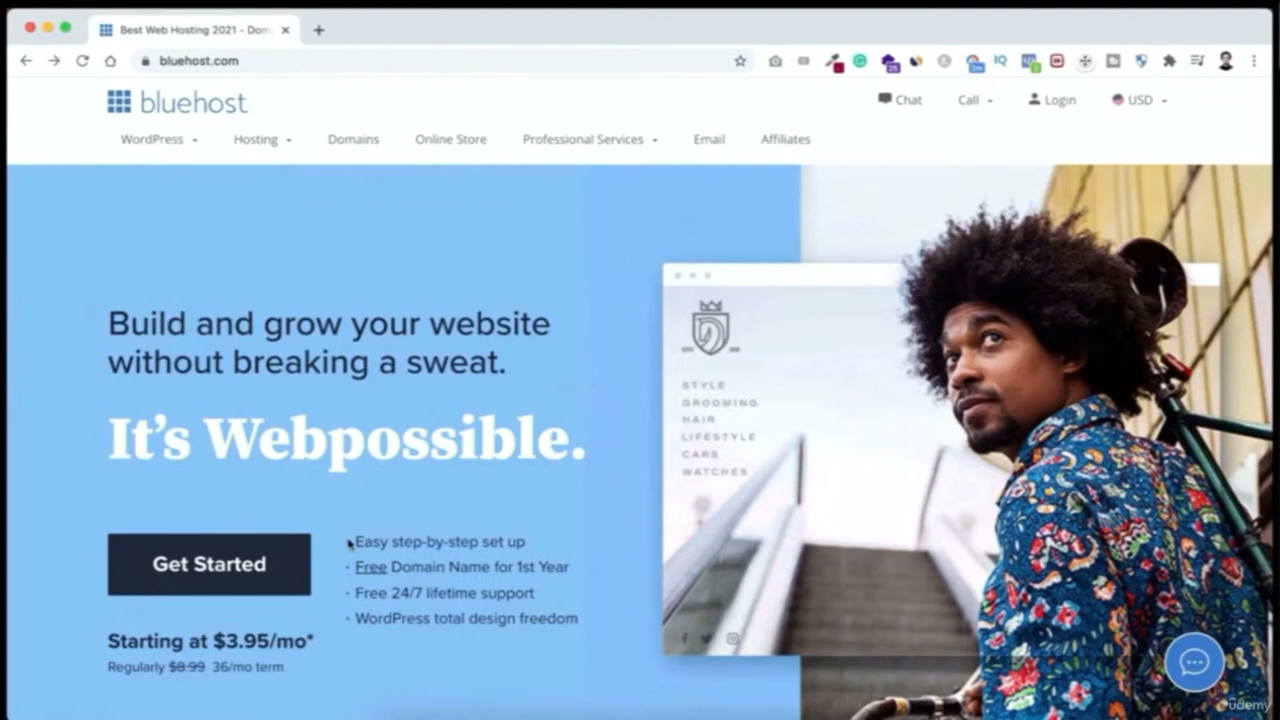 Best Web Hosting 2021 - Dom
bluehost.com
bluehost
Chat
Call
Login
USD
WordPress
Hosting
Domains
Online Store
Professional Services
Email
Affiliates
Build and grow your website
without breaking a sweat.
It's Webpossible.
Get Started
Easy step-by-step set up
· Free Domain Name for 1st Year
· Free 24/7 lifetime support
· WordPress total design freedom
Starting at $3.95/mo*
Regularly $8.99 36/mo term
STYLE
GROOMING
HAIR
LIFESTYLE
CARS
WATCHES
udemy